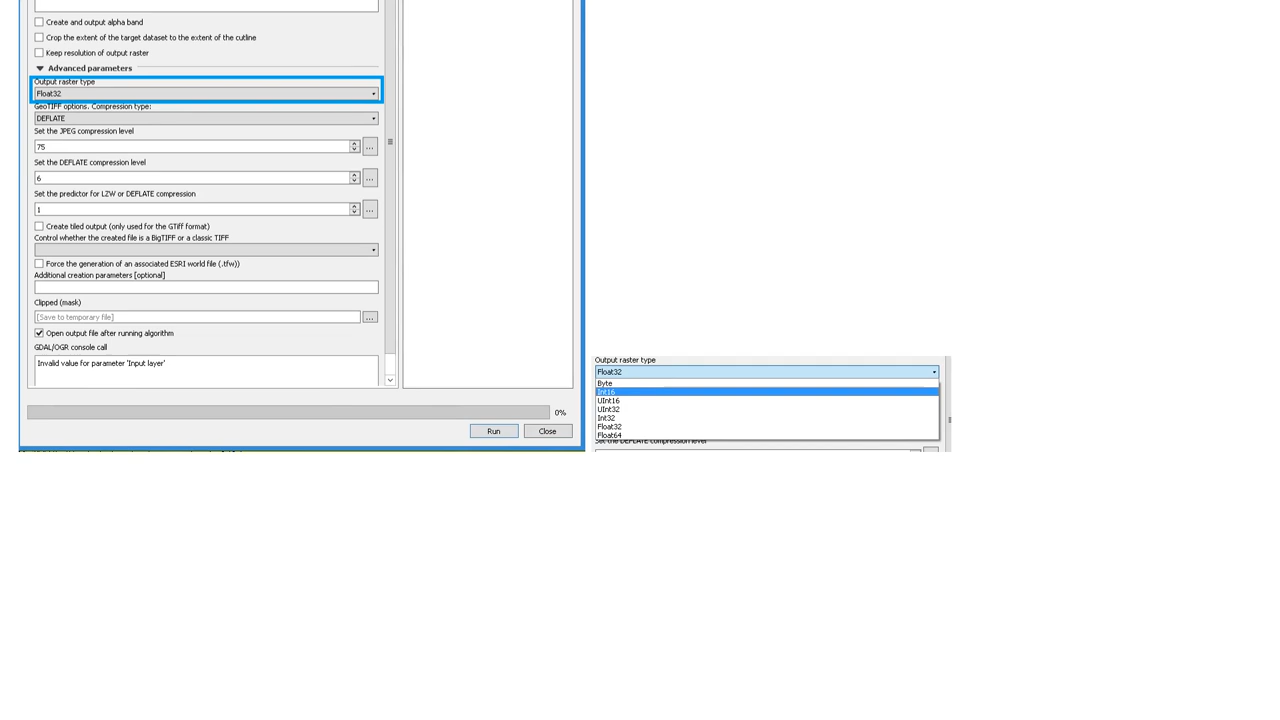 Create and output alpha band
Crop the extent of the target dataset to the extent of the cutline
Keep resolution of output raster
Advanced parameters
Output raster type
Float32
GeoTIFF options. Compression type:
DEFLATE
Set the JPEG compression level
75
...
Set the DEFLATE compression level
6
...
Set the predictor for LZW or DEFLATE compression
1
...
Create tiled output (only used for the GTiff format)
Control whether the created file is a BigTIFF or a classic TIFF
Force the generation of an associated ESRI world file (.tfw))
Additional creation parameters [optional]
Clipped (mask)
[Save to temporary file]
...
Open output file after running algorithm
GDAL/OGR console call
Invalid value for parameter 'Input layer'
0%
Run
Close
Output raster type
Float32
Byte
Int16
UInt16
UInt32
Int32
Float32
Float64
Set the DEFLATE compression level